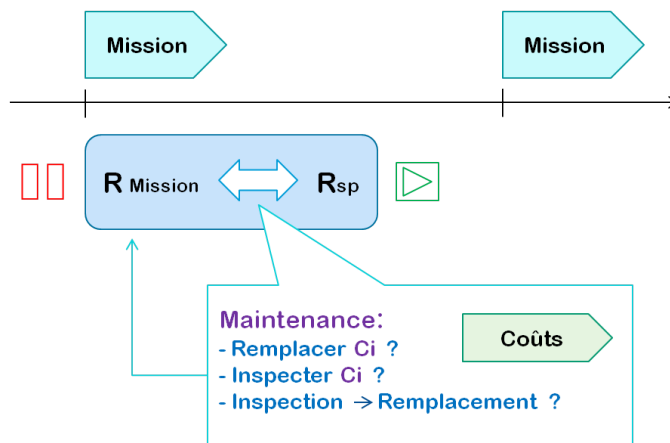 Mission
Mission
R Mission
Rsp
Maintenance:
- Remplacer Ci ?
- Inspecter Ci ?
- Inspection → Remplacement ?
Coûts